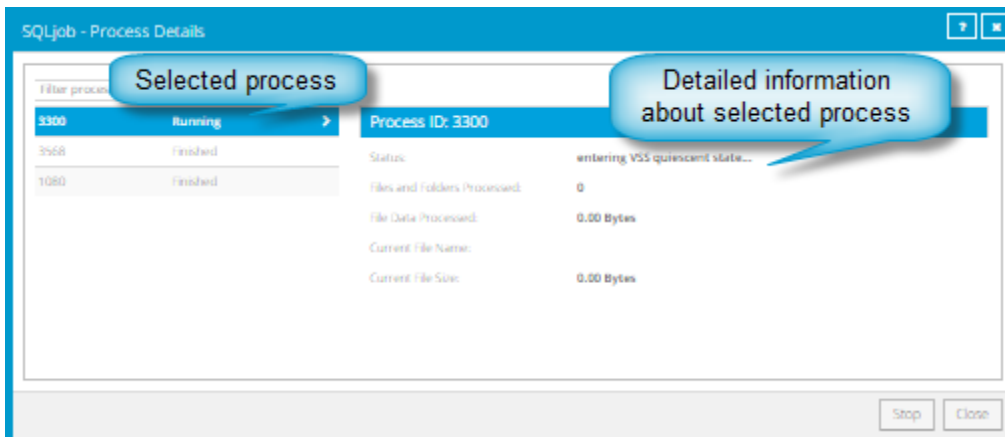 SQLjob - Process Details
? x
Selected process
Detailed information
about selected process
Filter proces
3300 Running >
3568 Finished
1080 Finished
Process ID: 3300
Status: entering VSS quiescent state...
Files and Folders Processed: 0
File Data Processed: 0.00 Bytes
Current File Name:
Current File Size: 0.00 Bytes
Stop Close